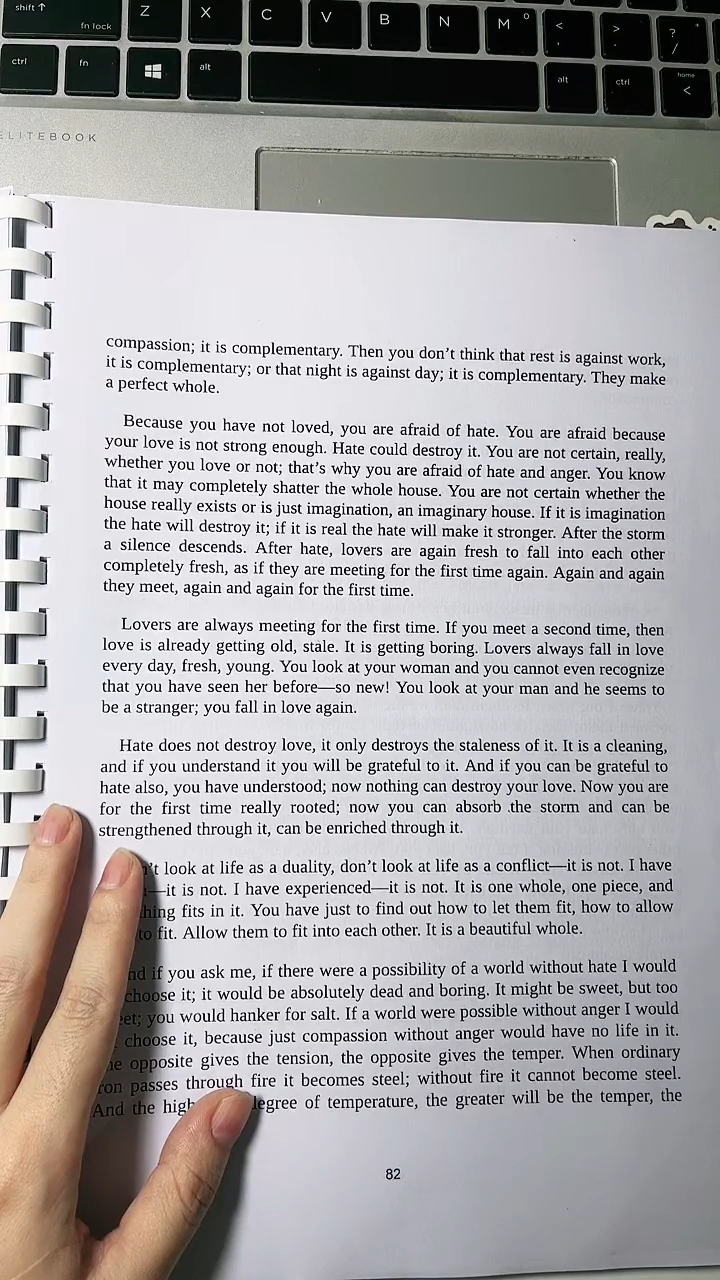 shift ↑
fn lock
Z X C V B N M < > ? /
ctrl fn alt alt ctrl home <
ELITEBOOK
compassion; it is complementary. Then you don’t think that rest is against work,
it is complementary; or that night is against day; it is complementary. They make
a perfect whole.
Because you have not loved, you are afraid of hate. You are afraid because
your love is not strong enough. Hate could destroy it. You are not certain, really,
whether you love or not; that’s why you are afraid of hate and anger. You know
that it may completely shatter the whole house. You are not certain whether the
house really exists or is just imagination, an imaginary house. If it is imagination
the hate will destroy it; if it is real the hate will make it stronger. After the storm
a silence descends. After hate, lovers are again fresh to fall into each other
completely fresh, as if they are meeting for the first time again. Again and again
they meet, again and again for the first time.
Lovers are always meeting for the first time. If you meet a second time, then
love is already getting old, stale. It is getting boring. Lovers always fall in love
every day, fresh, young. You look at your woman and you cannot even recognize
that you have seen her before—so new! You look at your man and he seems to
be a stranger; you fall in love again.
Hate does not destroy love, it only destroys the staleness of it. It is a cleaning,
and if you understand it you will be grateful to it. And if you can be grateful to
hate also, you have understood; now nothing can destroy your love. Now you are
for the first time really rooted; now you can absorb the storm and can be
strengthened through it, can be enriched through it.
look at life as a duality, don’t look at life as a conflict—it is not. I have
—it is not. I have experienced—it is not. It is one whole, one piece, and
fits in it. You have just to find out how to let them fit, how to allow
to fit. Allow them to fit into each other. It is a beautiful whole.
if you ask me, if there were a possibility of a world without hate I would
choose it; it would be absolutely dead and boring. It might be sweet, but too
you would hanker for salt. If a world were possible without anger I would
choose it, because just compassion without anger would have no life in it.
opposite gives the tension, the opposite gives the temper. When ordinary
passes through fire it becomes steel; without fire it cannot become steel.
And the degree of temperature, the greater will be the temper, the
82